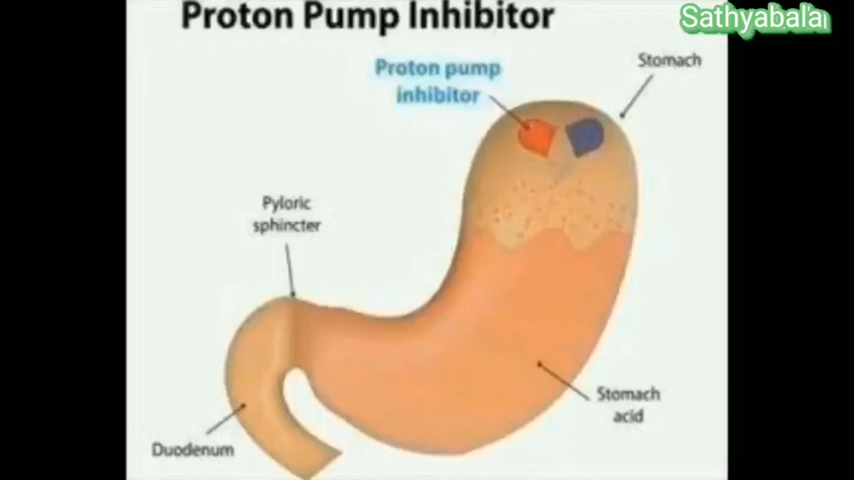 Proton Pump Inhibitor
Sathyabala
Proton pump
inhibitor
Stomach
Pyloric
sphincter
Stomach
acid
Duodenum